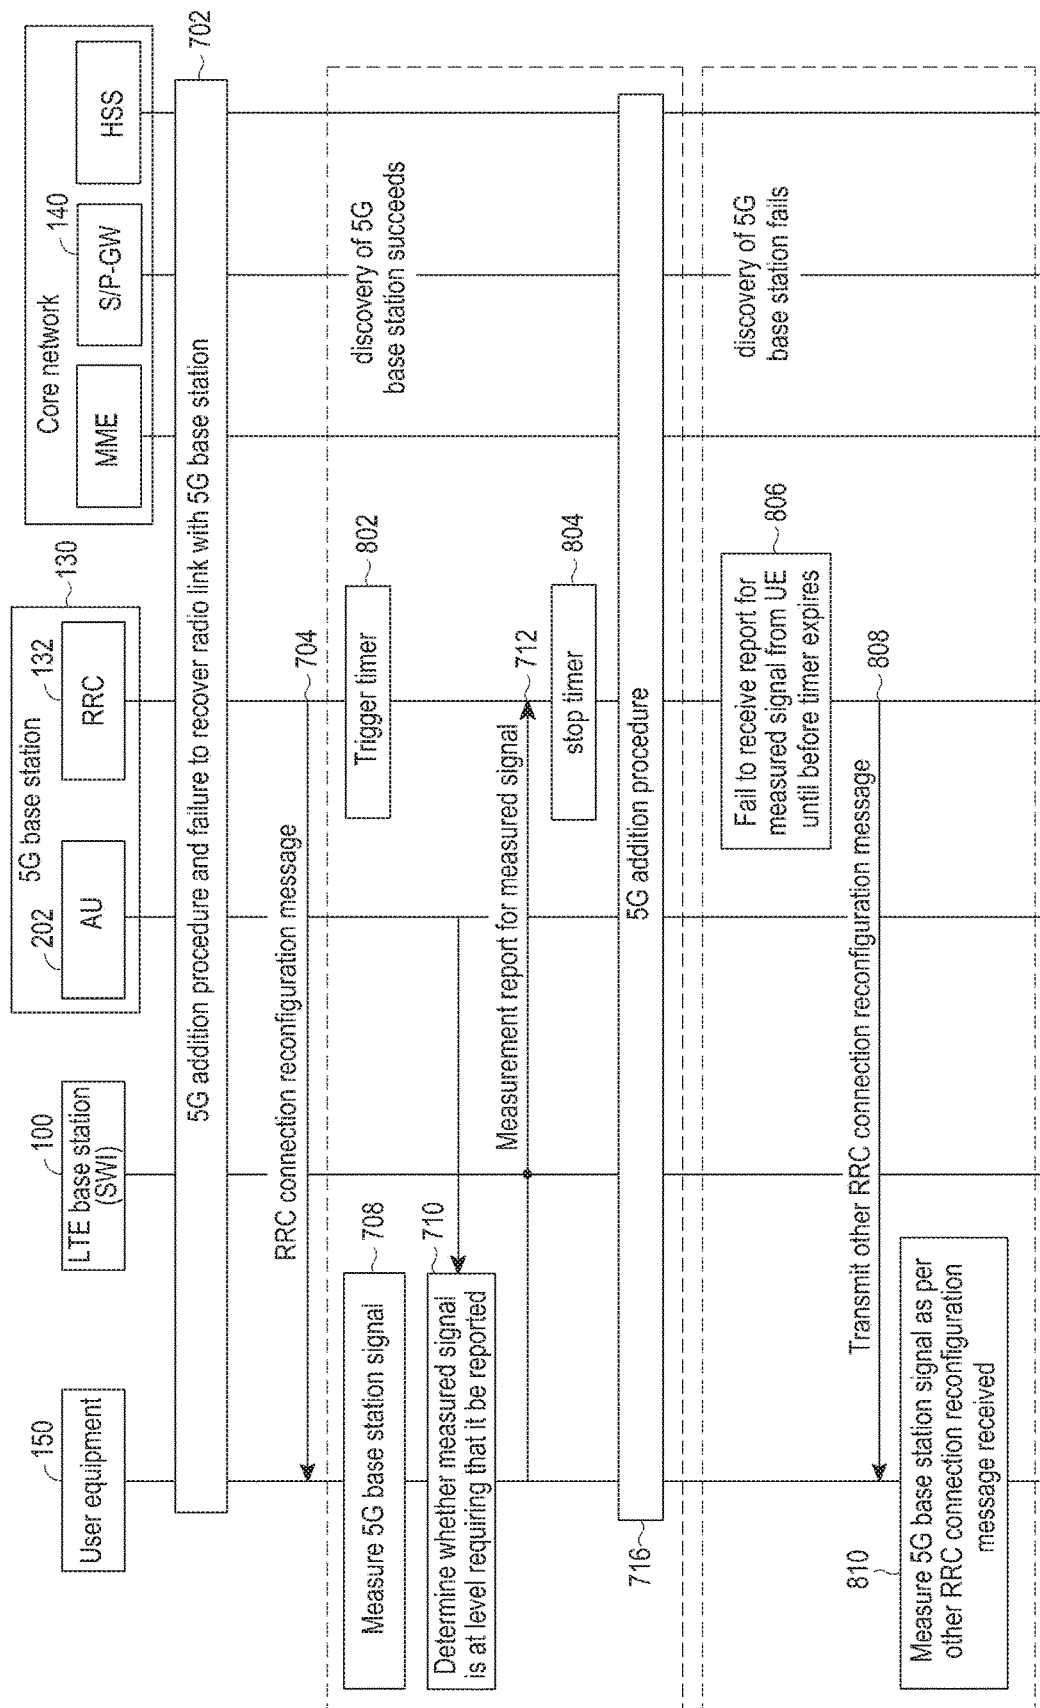 User equipment
150
LTE base station
(SWI)
100
5G base station
130
AU
202
RRC
132
Core network
MME
S/P-GW
140
HSS
5G addition procedure and failure to recover radio link with 5G base station
702
RRC connection reconfiguration message
704
Measure 5G base station signal
708
Trigger timer
802
discovery of 5G
base station succeeds
Determine whether measured signal
is at level requiring that it be reported
710
Measurement report for measured signal
712
stop timer
804
5G addition procedure
716
Fail to receive report for
measured signal from UE
until before timer expires
806
discovery of 5G
base station fails
Transmit other RRC connection reconfiguration message
808
Measure 5G base station signal as per
other RRC connection reconfiguration
message received
810